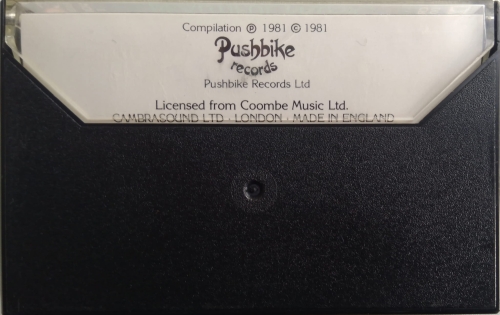 Compilation ℗ 1981 © 1981
Pushbike
records
Pushbike Records Ltd
Licensed from Coombe Music Ltd.
CAMBRASOUND LTD · LONDON · MADE IN ENGLAND